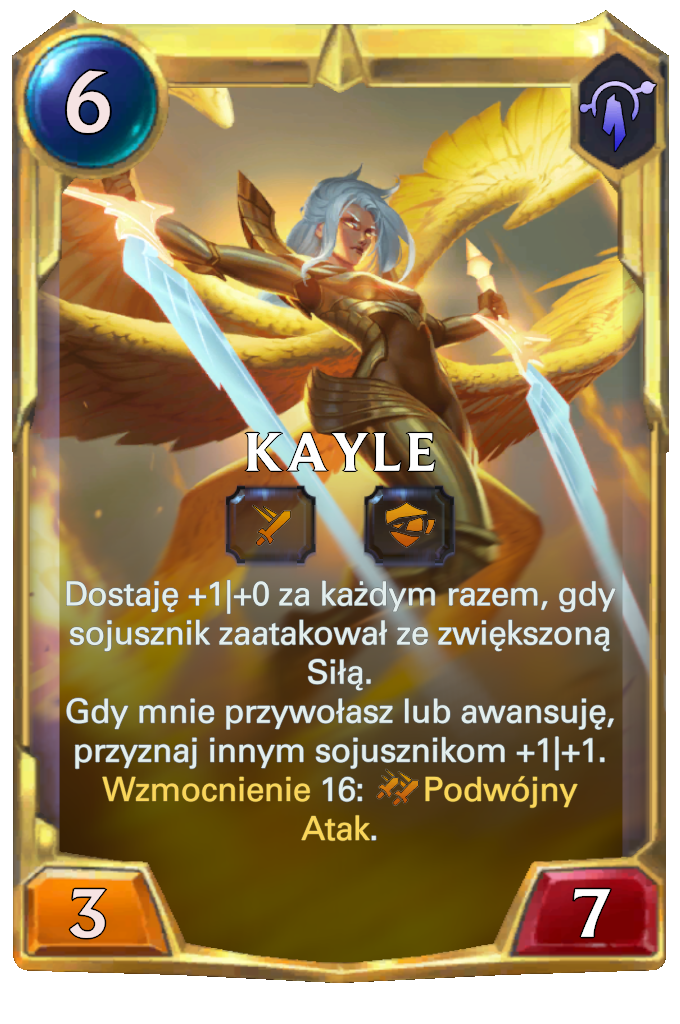 6
KAYLE
Dostaję +1|+0 za każdym razem, gdy
sojusznik zaatakował ze zwiększoną
Siłą.
Gdy mnie przywołasz lub awansuję,
przyznaj innym sojusznikom +1|+1.
Wzmocnienie 16: Podwójny
Atak.
3
7